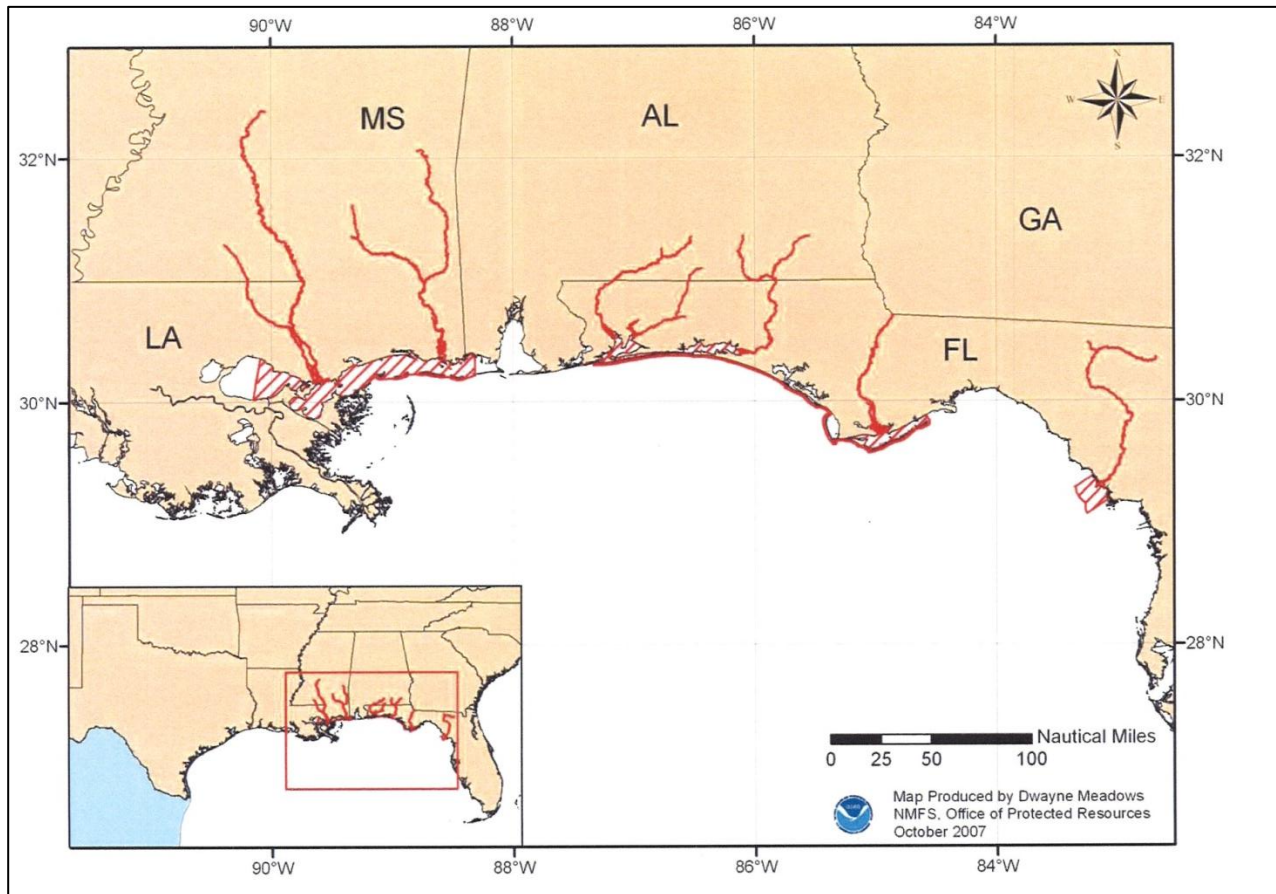 90°W 88°W 86°W 84°W
N
W E
S
MS AL
32°N 32°N
GA
LA FL
30°N 30°N
28°N 28°N
Nautical Miles
0 25 50 100
Map Produced by Dwayne Meadows
NMFS, Office of Protected Resources
October 2007
90°W 88°W 86°W 84°W